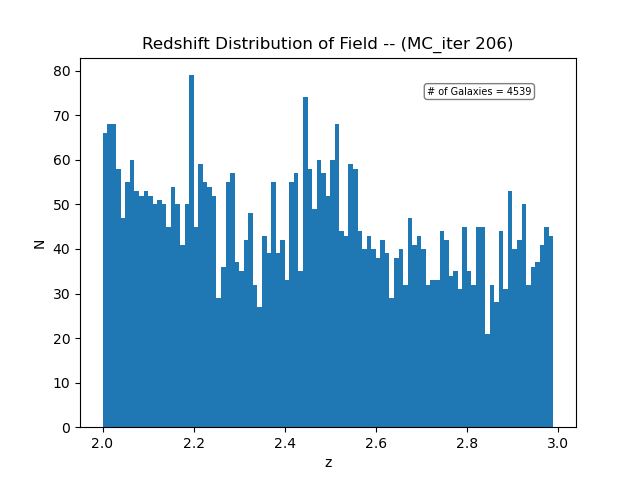 Redshift Distribution of Field -- (MC_iter 206)
# of Galaxies = 4539
80
70
60
50
40
30
20
10
0
N
2.0 2.2 2.4 2.6 2.8 3.0
z